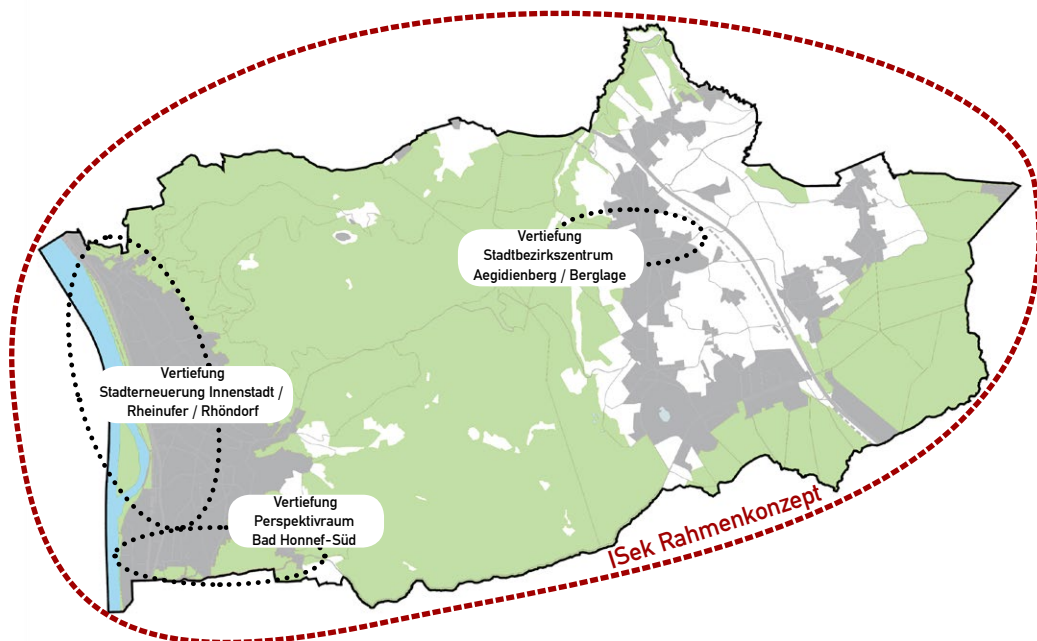 Vertiefung
Stadtbezirkszentrum
Aegidienberg / Berglage
Vertiefung
Stadterneuerung Innenstadt /
Rheinufer / Rhöndorf
Vertiefung
Perspektivraum
Bad Honnef-Süd
ISek Rahmenkonzept